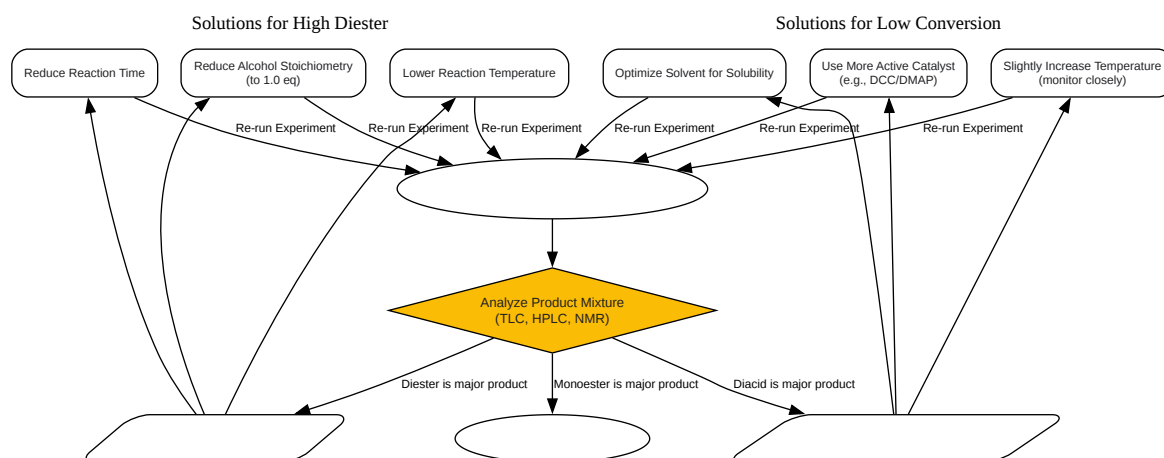 Solutions for High Diester
Solutions for Low Conversion
Reduce Reaction Time
Reduce Alcohol Stoichiometry
(to 1.0 eq)
Lower Reaction Temperature
Optimize Solvent for Solubility
Use More Active Catalyst
(e.g., DCC/DMAP)
Slightly Increase Temperature
(monitor closely)
Re-run Experiment
Re-run Experiment
Re-run Experiment
Re-run Experiment
Re-run Experiment
Re-run Experiment
Analyze Product Mixture
(TLC, HPLC, NMR)
Diester is major product
Monoester is major product
Diacid is major product